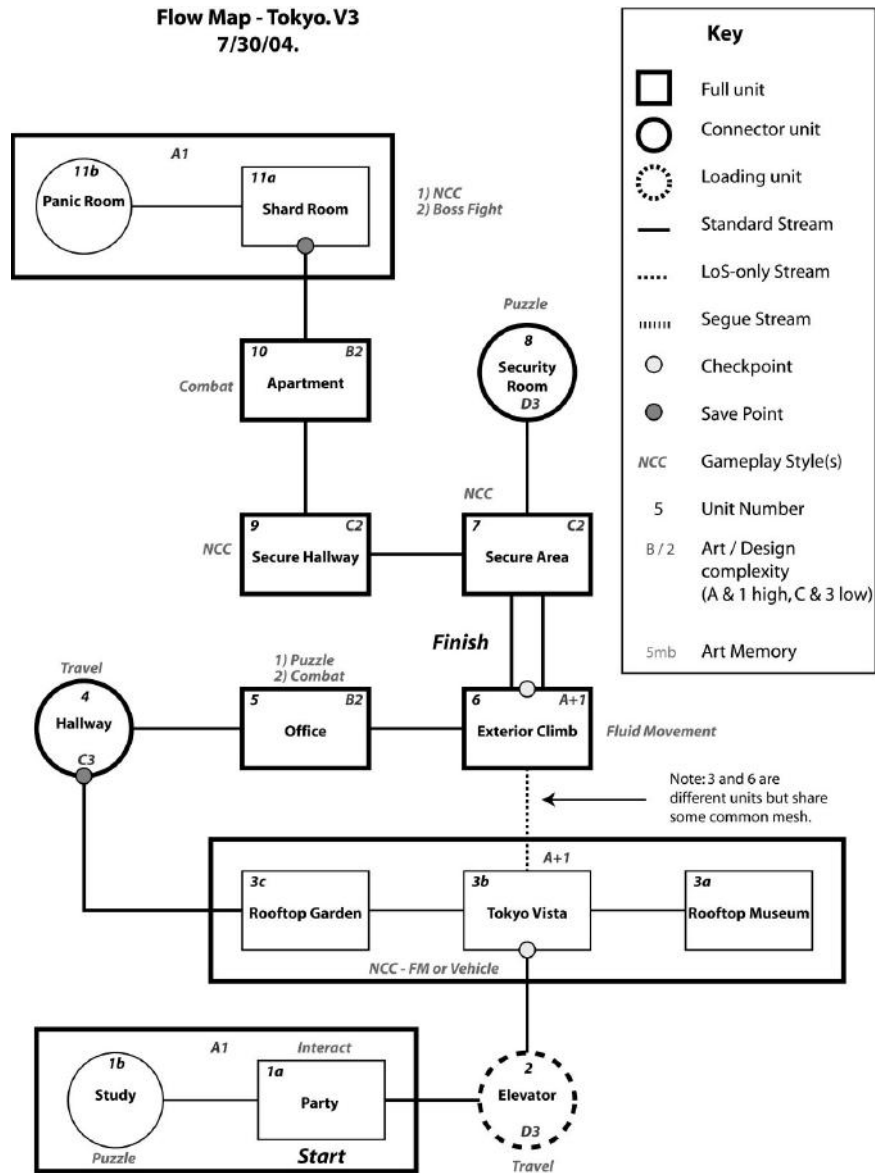 Flow Map - Tokyo. V3
7/30/04.
Key
Full unit
Connector unit
Loading unit
Standard Stream
LoS-only Stream
Segue Stream
Checkpoint
Save Point
NCC Gameplay Style(s)
5 Unit Number
B / 2 Art / Design
complexity
(A & 1 high, C & 3 low)
5mb Art Memory
A1
11b
Panic Room
11a
Shard Room
1) NCC
2) Boss Fight
10 B2
Apartment
Combat
Puzzle
8
Security
Room
D3
NCC
9 C2
Secure Hallway
NCC
7 C2
Secure Area
Finish
Travel
4
Hallway
C3
1) Puzzle
2) Combat
5 B2
Office
6 A+1
Exterior Climb
Fluid Movement
Note: 3 and 6 are
different units but share
some common mesh.
A+1
3c
Rooftop Garden
3b
Tokyo Vista
3a
Rooftop Museum
NCC - FM or Vehicle
A1
Interact
1b
Study
Puzzle
1a
Party
Start
2
Elevator
D3
Travel